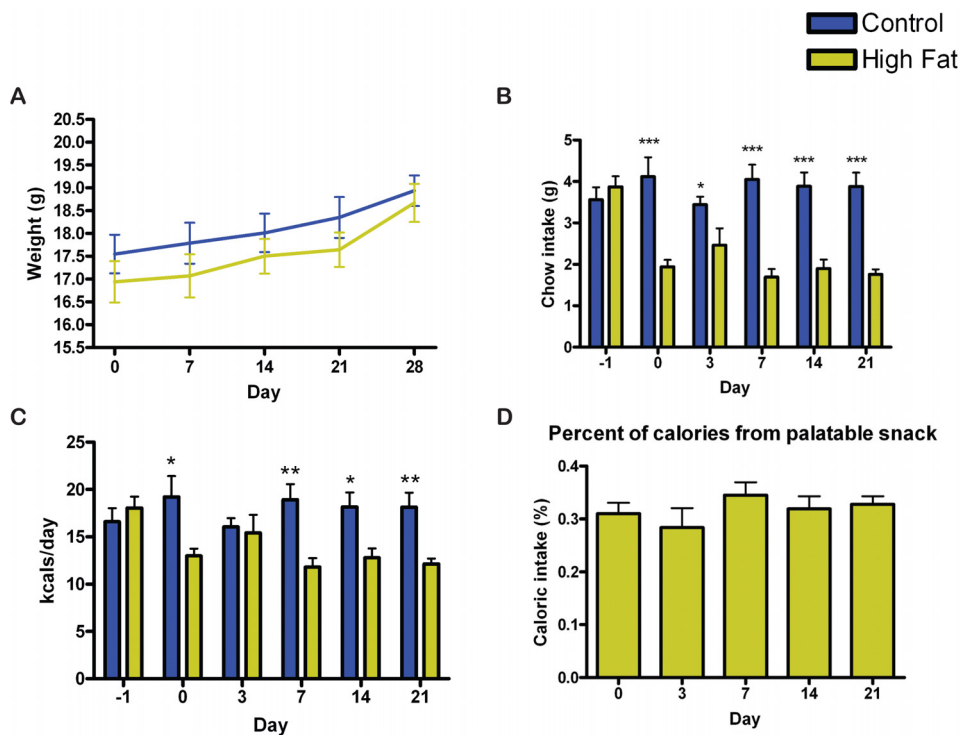 Control
High Fat
A
20.5
20.0
19.5
19.0
18.5
18.0
17.5
17.0
16.5
16.0
15.5
Weight (g)
0 7 14 21 28
Day
B
5
4
3
2
1
0
Chow intake (g)
*** * *** *** ***
-1 0 3 7 14 21
Day
C
25
20
15
10
5
0
kcals/day
* ** * **
-1 0 3 7 14 21
Day
D
Percent of calories from palatable snack
0.4
0.3
0.2
0.1
0.0
Caloric intake (%)
0 3 7 14 21
Day